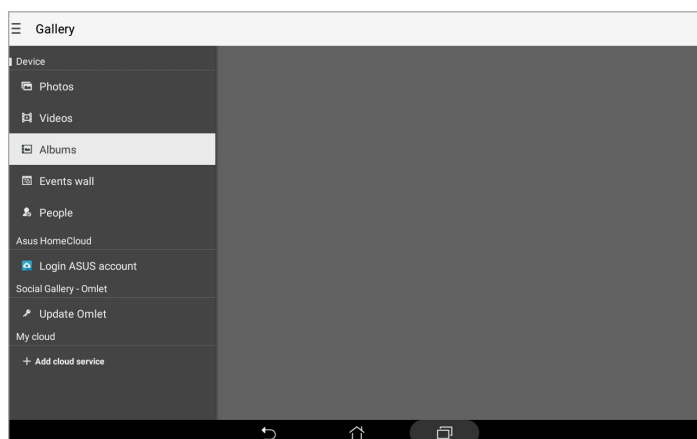 Gallery
Device
Photos
Videos
Albums
Events wall
People
Asus HomeCloud
Login ASUS account
Social Gallery - Omlet
Update Omlet
My cloud
+ Add cloud service